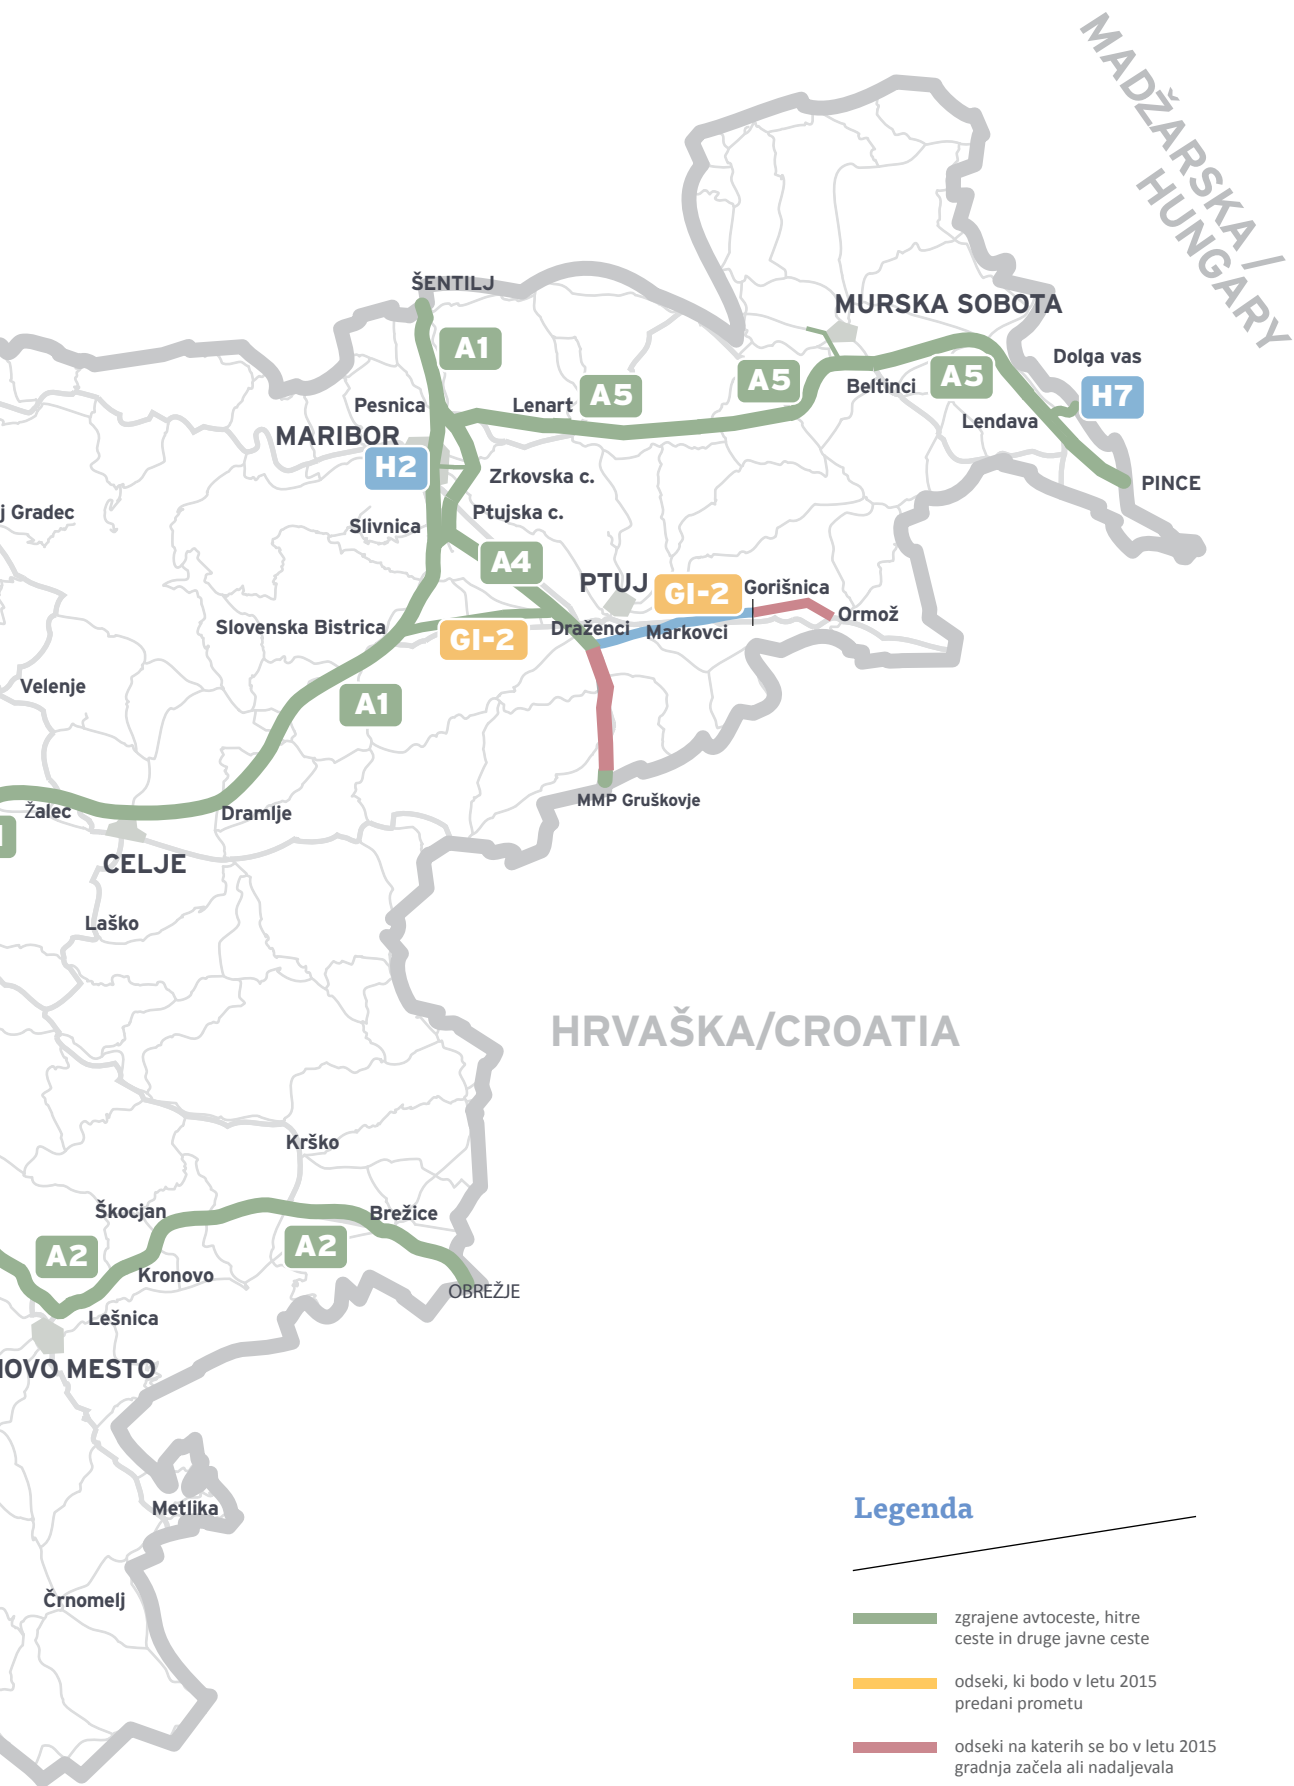 MADŽARSKA /
HUNGARY
ŠENTILJ
MURSKA SOBOTA
A1
Dolga vas
A5
A5
A5
Beltinci
H7
Pesnica
Lenart
Lendava
MARIBOR
H2
Zrkovska c.
PINCE
j Gradec
Ptujska c.
Slivnica
A4
PTUJ
GI-2
Gorišnica
Ormož
Slovenska Bistrica
GI-2
Draženci
Markovci
Velenje
A1
MMP Gruškovje
Žalec
Dramlje
CELJE
Laško
HRVAŠKA/CROATIA
Krško
Škocjan
Brežice
A2
A2
Kronovo
OBREŽJE
Lešnica
OVO MESTO
Metlika
Črnomelj
Legenda
zgrajene avtoceste, hitre
ceste in druge javne ceste
odseki, ki bodo v letu 2015
predani prometu
odseki na katerih se bo v letu 2015
gradnja začela ali nadaljevala